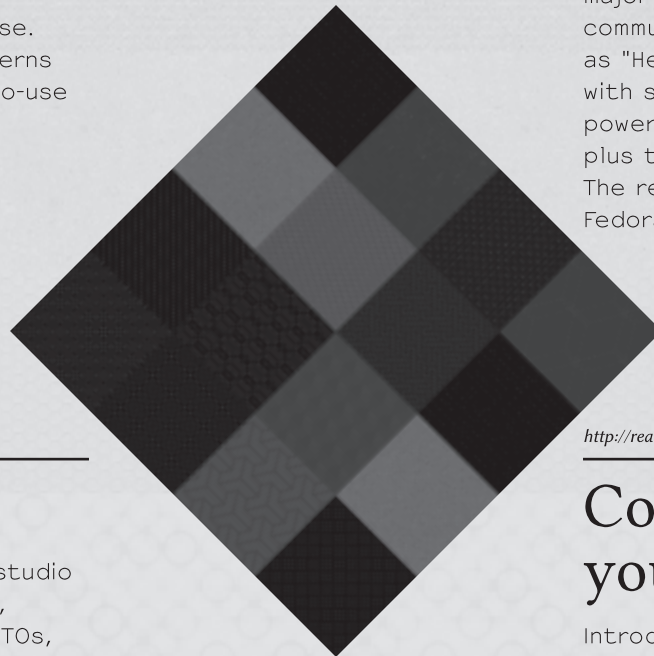 se.
erns
o-use
studio
,
TOs,
commu
as "He
with s
power
plus t
The re
Fedor
http://rea
Co
you
Introd